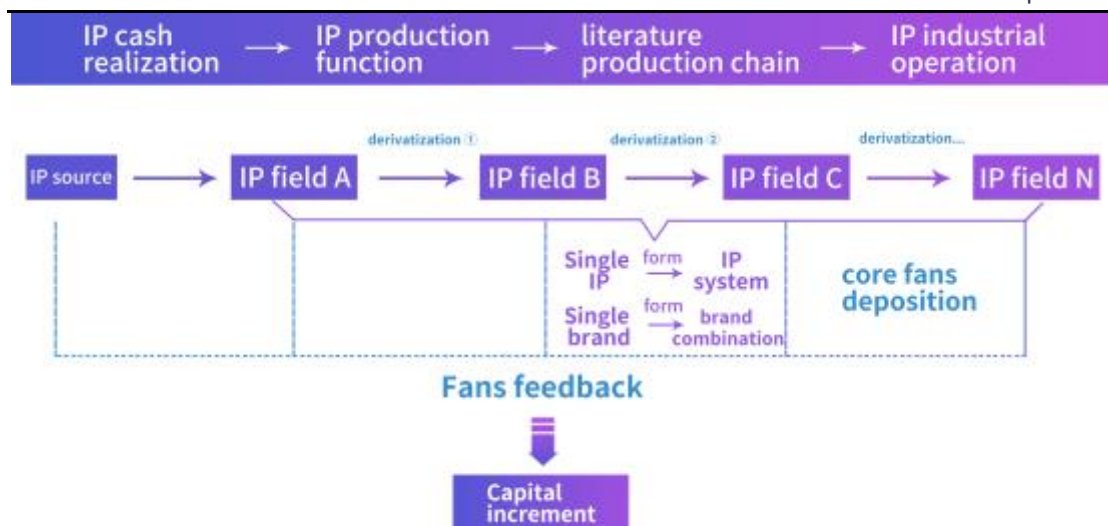 IP cash realization → IP production function → literature production chain → IP industrial operation
derivatization ① derivatization ② derivatization...
IP source → IP field A → IP field B → IP field C → IP field N
Single IP form → IP system
Single brand form → brand combination
core fans deposition
Fans feedback
Capital increment